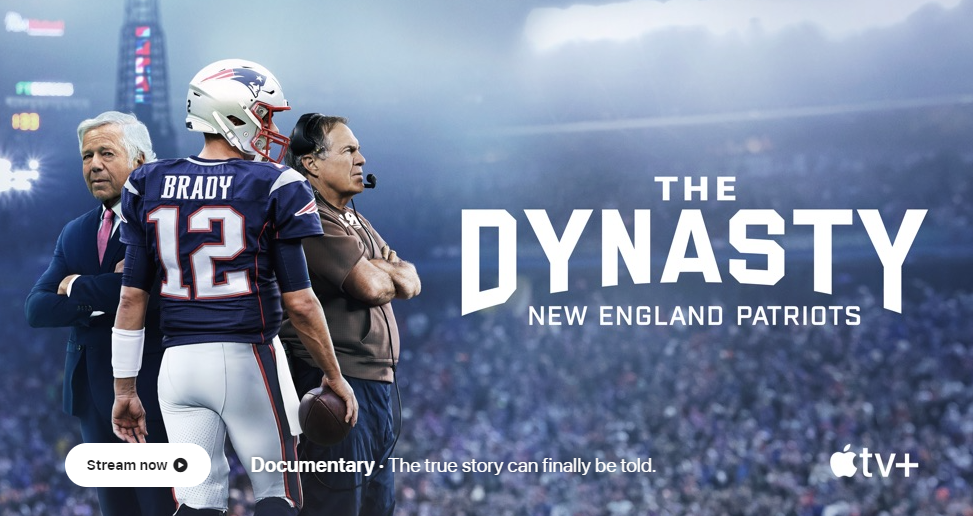 BRADY
12
THE
DYNASTY
NEW ENGLAND PATRIOTS
Stream now
Documentary · The true story can finally be told.
tv+